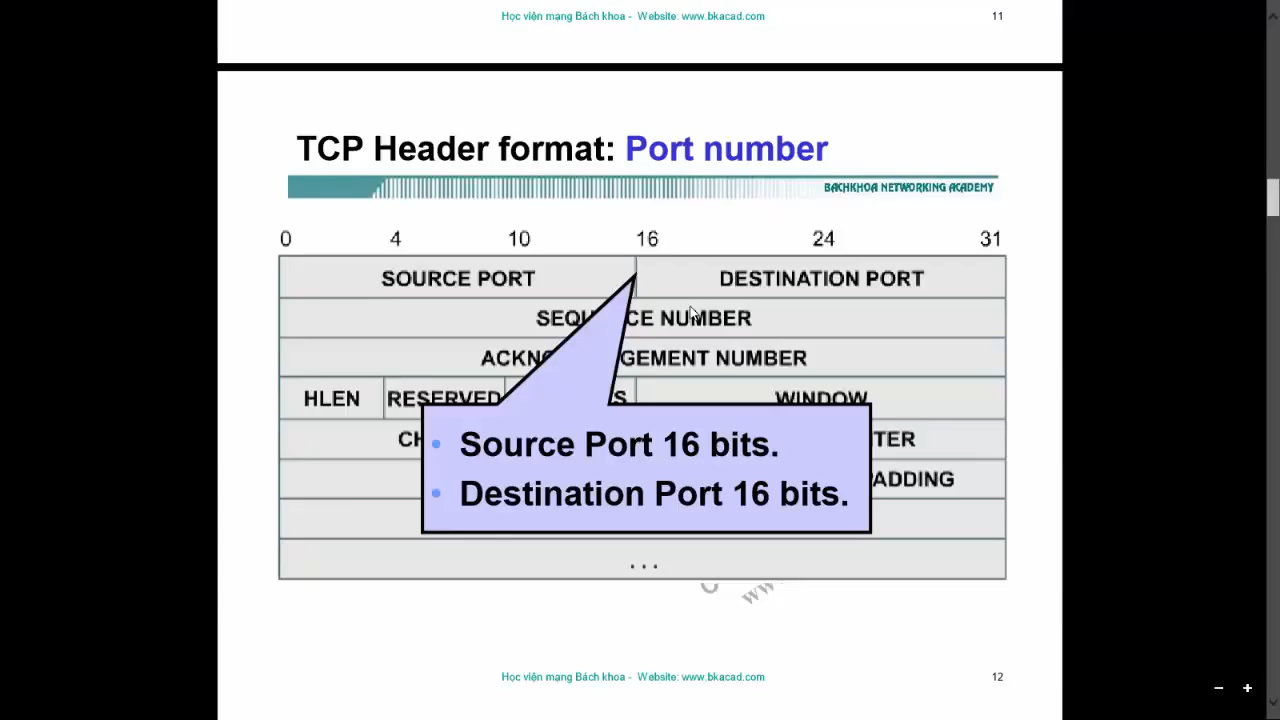 Học viện mạng Bách khoa - Website: www.bkacad.com 11
TCP Header format: Port number
BACHKHOA NETWORKING ACADEMY
0 4 10 16 24 31
SOURCE PORT DESTINATION PORT
SEQU CE NUMBER
ACKNO GEMENT NUMBER
HLEN RESERVED S WINDOW
CH TER
PADDING
• Source Port 16 bits.
• Destination Port 16 bits.
...
ww
Học viện mạng Bách khoa - Website: www.bkacad.com 12